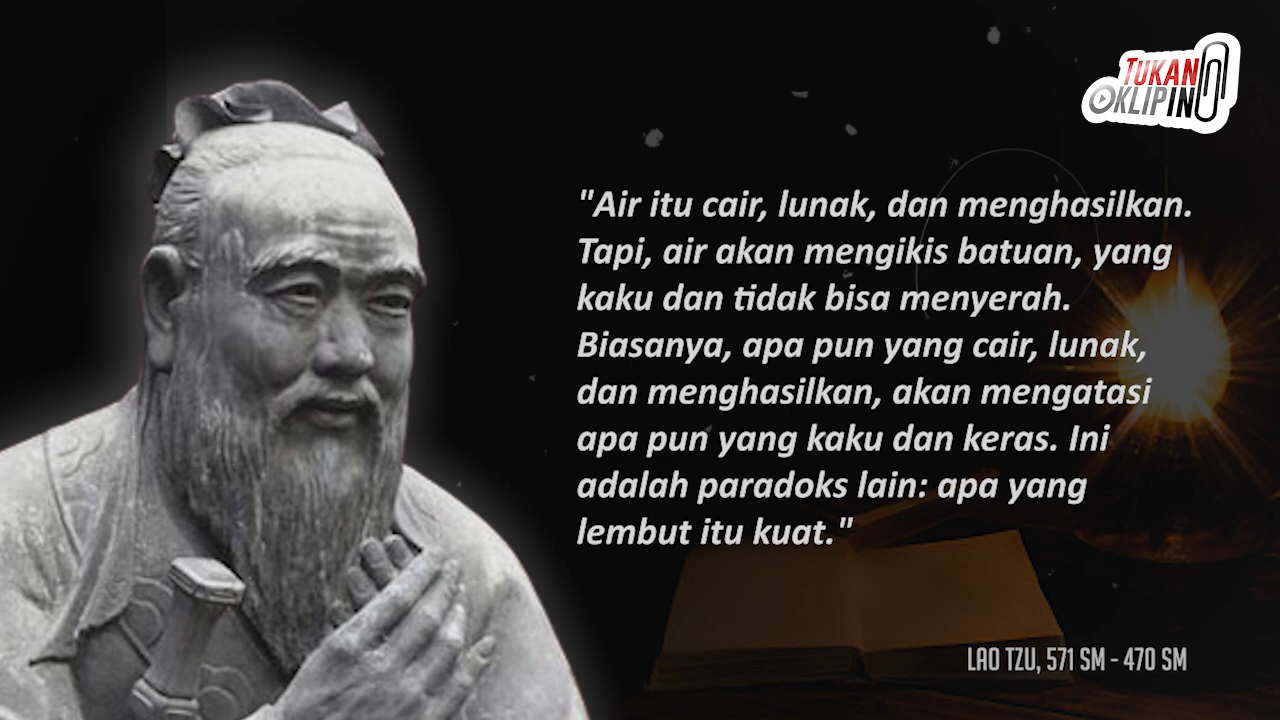 TUKANG
KLIPING
"Air itu cair, lunak, dan menghasilkan.
Tapi, air akan mengikis batuan, yang
kaku dan tidak bisa menyerah.
Biasanya, apa pun yang cair, lunak,
dan menghasilkan, akan mengatasi
apa pun yang kaku dan keras. Ini
adalah paradoks lain: apa yang
lembut itu kuat."
LAO TZU, 571 SM - 470 SM